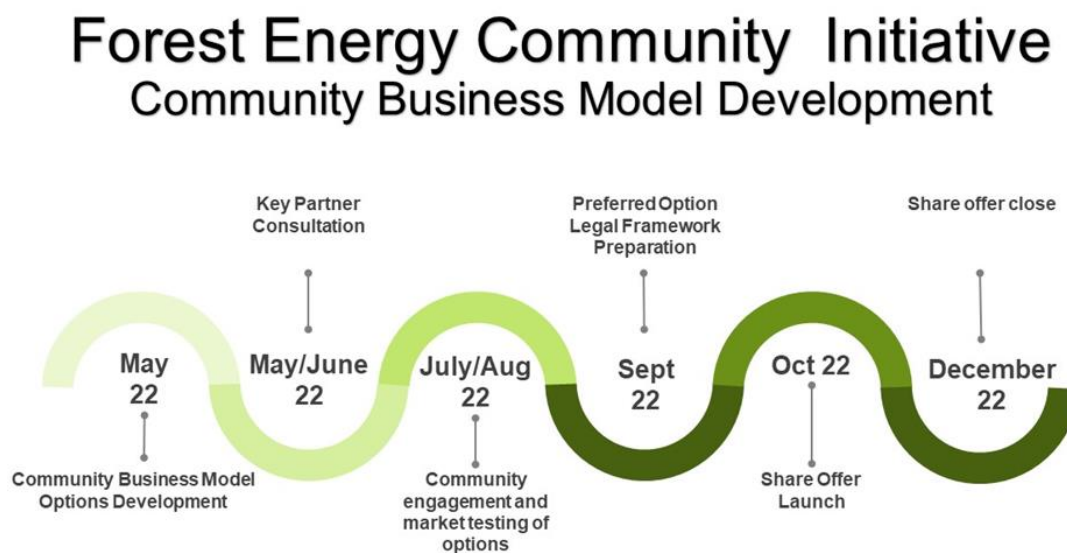 Forest Energy Community Initiative
Community Business Model Development
Key Partner
Consultation
Preferred Option
Legal Framework
Preparation
Share offer close
May
22
May/June
22
July/Aug
22
Sept
22
Oct 22
December
22
Community Business Model
Options Development
Community
engagement and
market testing of
options
Share Offer
Launch